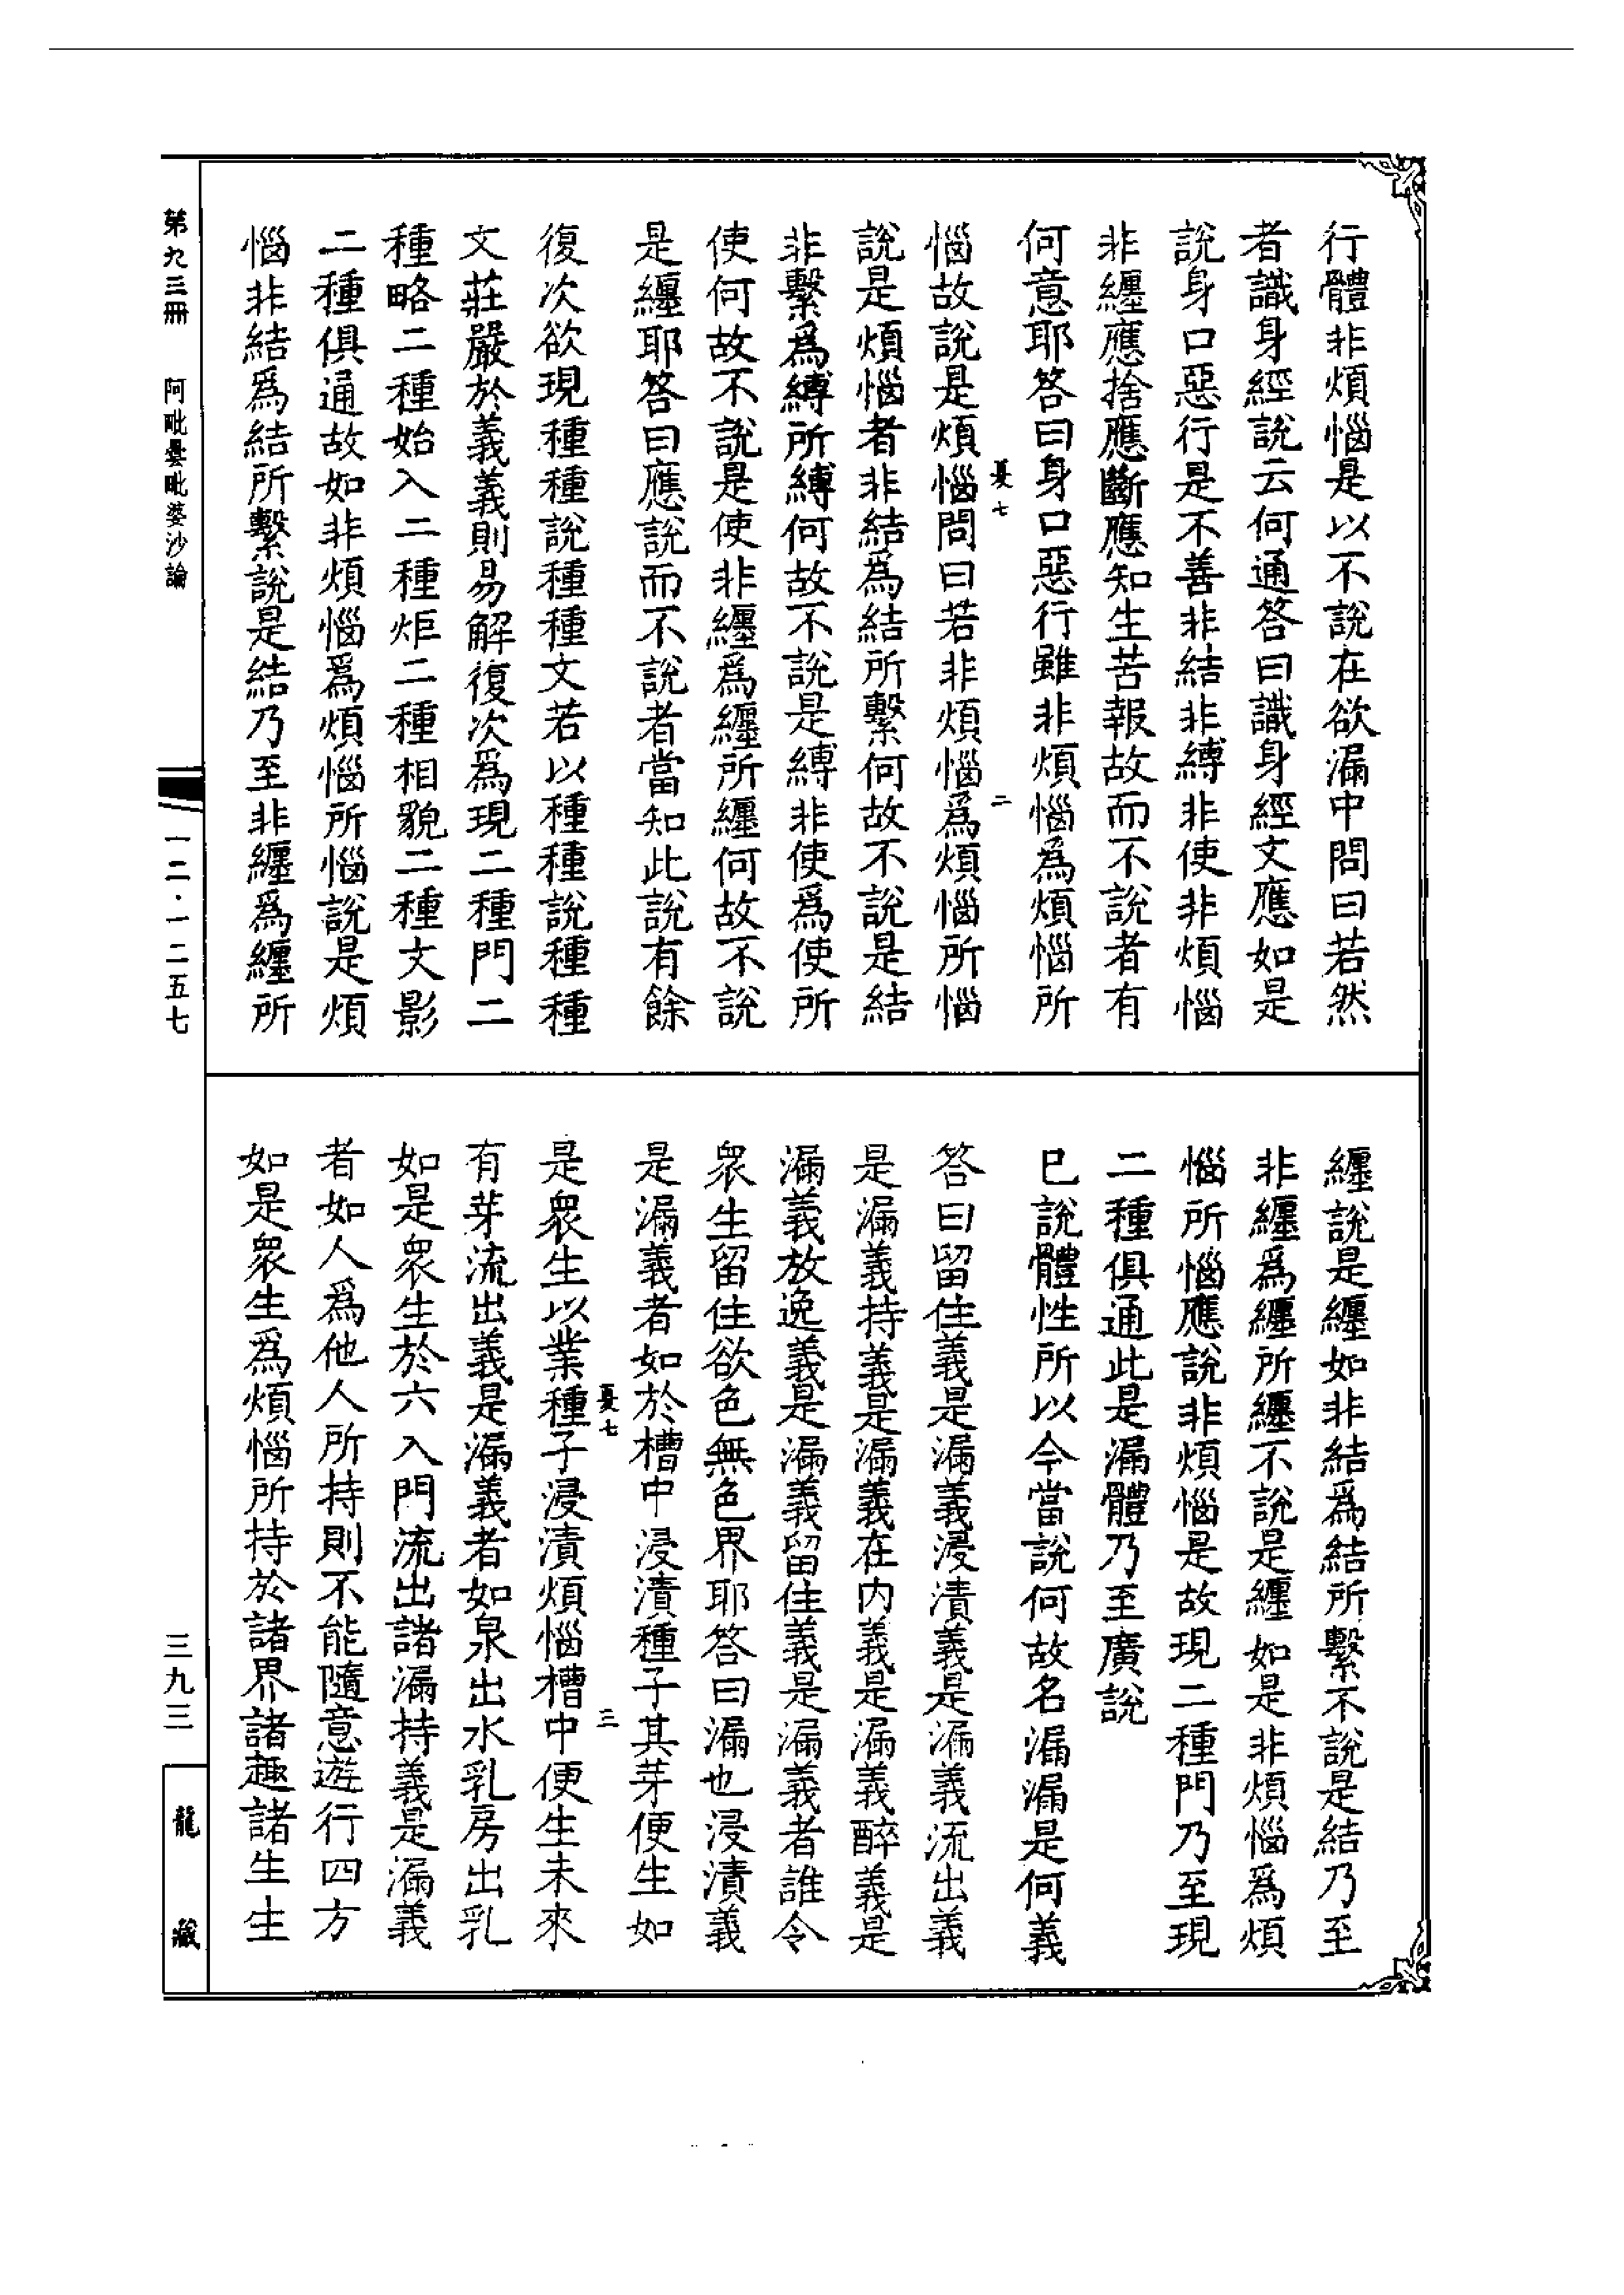 行體非煩惱是以不說在欲漏中問曰若然
者識身經說云何通答曰識身經文應如是
說身口惡行是不善非結非縛非使非煩惱
非纏應捨應斷應知生苦報故而不說者有
何意耶答曰身口惡行雖非煩惱爲煩惱所
惱故說是煩惱問曰若非煩惱爲煩惱所惱
說是煩惱者非結爲結所繫何故不說是結
非繫爲縛所縛何故不說是縛非使爲使所
使何故不說是使非纏爲纏所纏何故不說
是纏耶答曰應說而不說者當知此說有餘
復次欲現種種說種種文若以種種說種種
文莊嚴於義義則易解復次爲現二種門二
種略二種始入二種炬二種相貌二種文影
二種俱通故如非煩惱爲煩惱所惱說是煩
惱非結爲結所繫說是結乃至非纏爲纏所
纏說是纏如非結爲結所繫不說是結乃至
非纏爲纏所纏不說是纏如是非煩惱爲煩
惱所惱應說非煩惱是故現二種門乃至現
二種俱通此是漏體乃至廣說
已說體性所以今當說何故名漏漏是何義
答曰留住義是漏義浸漬義是漏義流出義
是漏義持義是漏義在内義是漏義醉義是
漏義放逸義是漏義留住義是漏義者誰令
衆生留住欲色無色界耶答曰漏也浸漬義
是漏義者如於槽中浸漬種子其芽便生如
是衆生以業種子浸漬煩惱槽中便生未來
有芽流出義是漏義者如泉出水乳房出乳
如是衆生於六入門流出諸漏持義是漏義
者如人爲他人所持則不能隨意遊行四方
如是衆生爲煩惱所持於諸界諸趣諸生生
夏七
二
夏七
三
第九三冊 阿毗曇毗婆沙論
一二·一二五七
三九三
龍藏